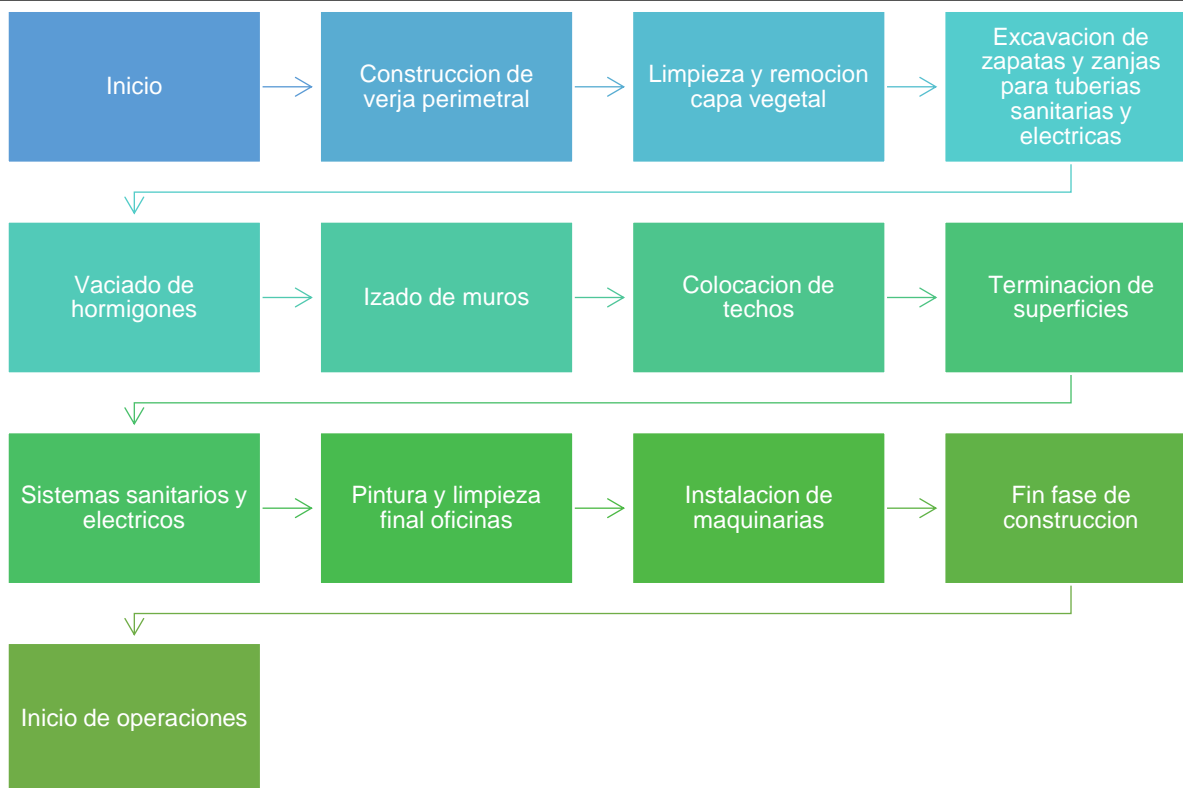 Inicio
Construccion de
verja perimetral
Limpieza y remocion
capa vegetal
Excavacion de
zapatas y zanjas
para tuberias
sanitarias y
electricas
Vaciado de
hormigones
Izado de muros
Colocacion de
techos
Terminacion de
superficies
Sistemas sanitarios y
electricos
Pintura y limpieza
final oficinas
Instalacion de
maquinarias
Fin fase de
construccion
Inicio de operaciones